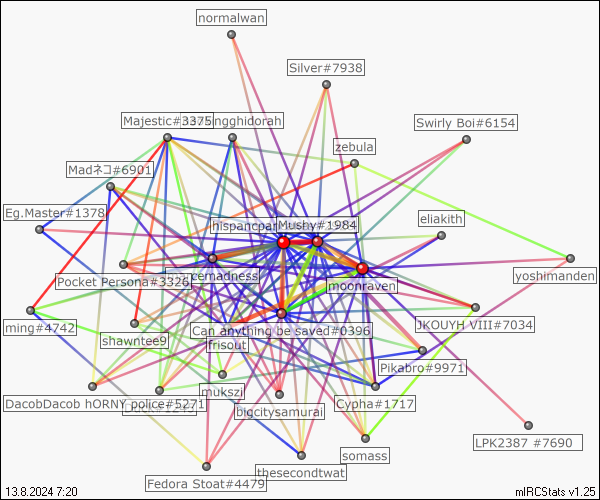 normalwan
Silver#7938
Majestic#3375
ngghidorah
Swirly Boi#6154
zebula
Madネコ#6901
Eg.Master#1378
hispancpar
Mushy#1984
eliakith
Pocket Persona#3326
cemadness
moonraven
yoshimanden
ming#4742
shawntee9
Can anything be saved#0396
JKOUYH VIII#7034
frisout
Pikabro#9971
mukszi
DacobDacob hORNY police#5271
bigcitysamurai
Cypha#1717
somass
LPK2387 #7690
Fedora Stoat#4479
thesecondtwat
13.8.2024 7:20
mIRCStats v1.25